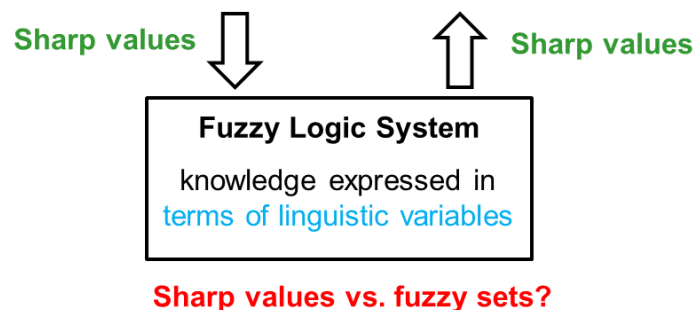 Sharp values
Sharp values
Fuzzy Logic System
knowledge expressed in
terms of linguistic variables
Sharp values vs. fuzzy sets?